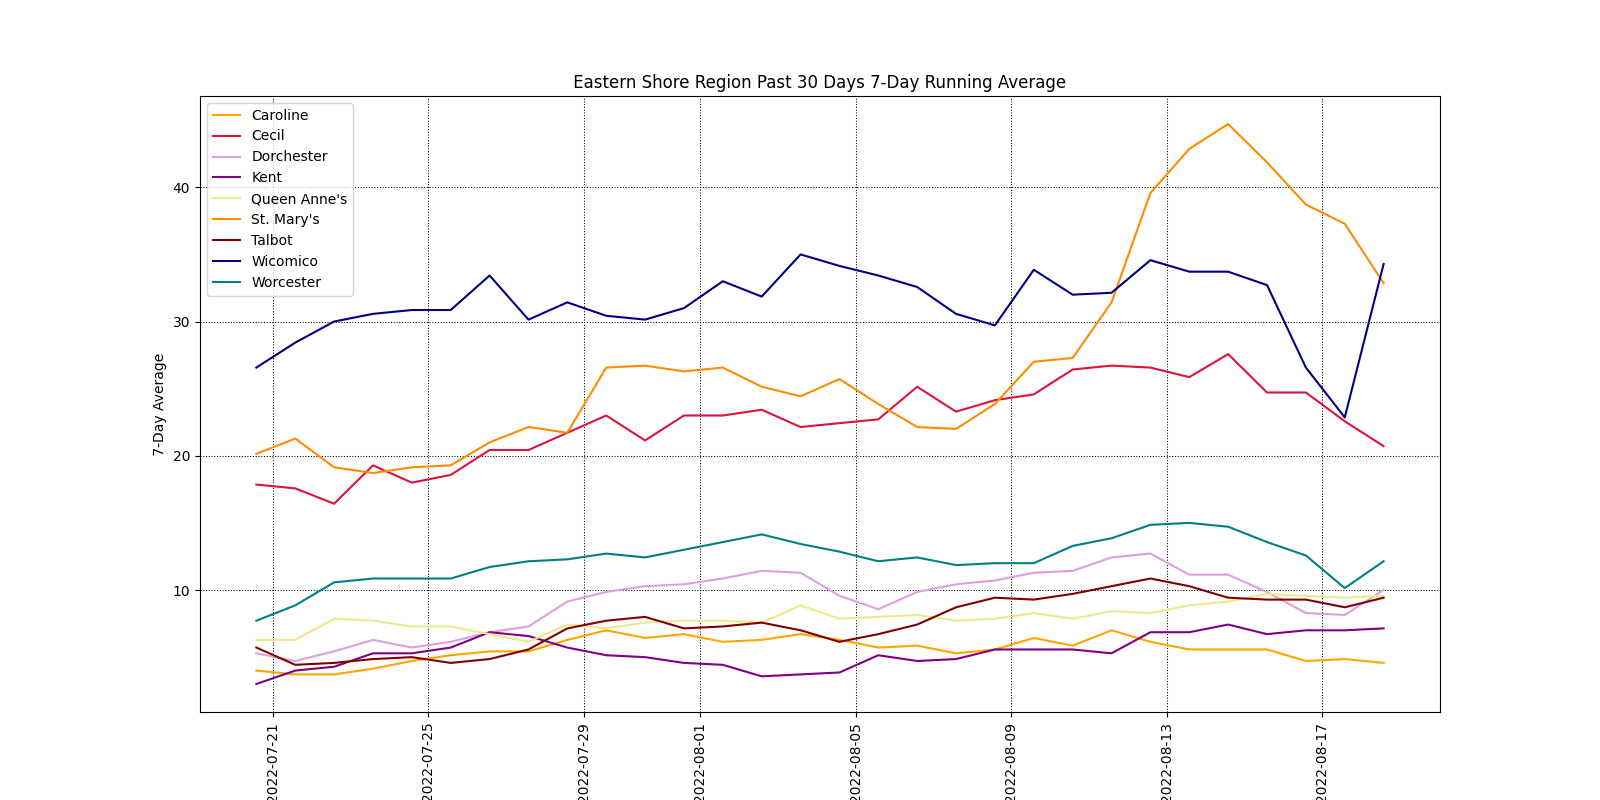 Eastern Shore Region Past 30 Days 7-Day Running Average
Caroline
Cecil
Dorchester
Kent
Queen Anne's
St. Mary's
Talbot
Wicomico
Worcester
7-Day Average
40
30
20
10
2022-07-21
2022-07-25
2022-07-29
2022-08-01
2022-08-05
2022-08-09
2022-08-13
2022-08-17